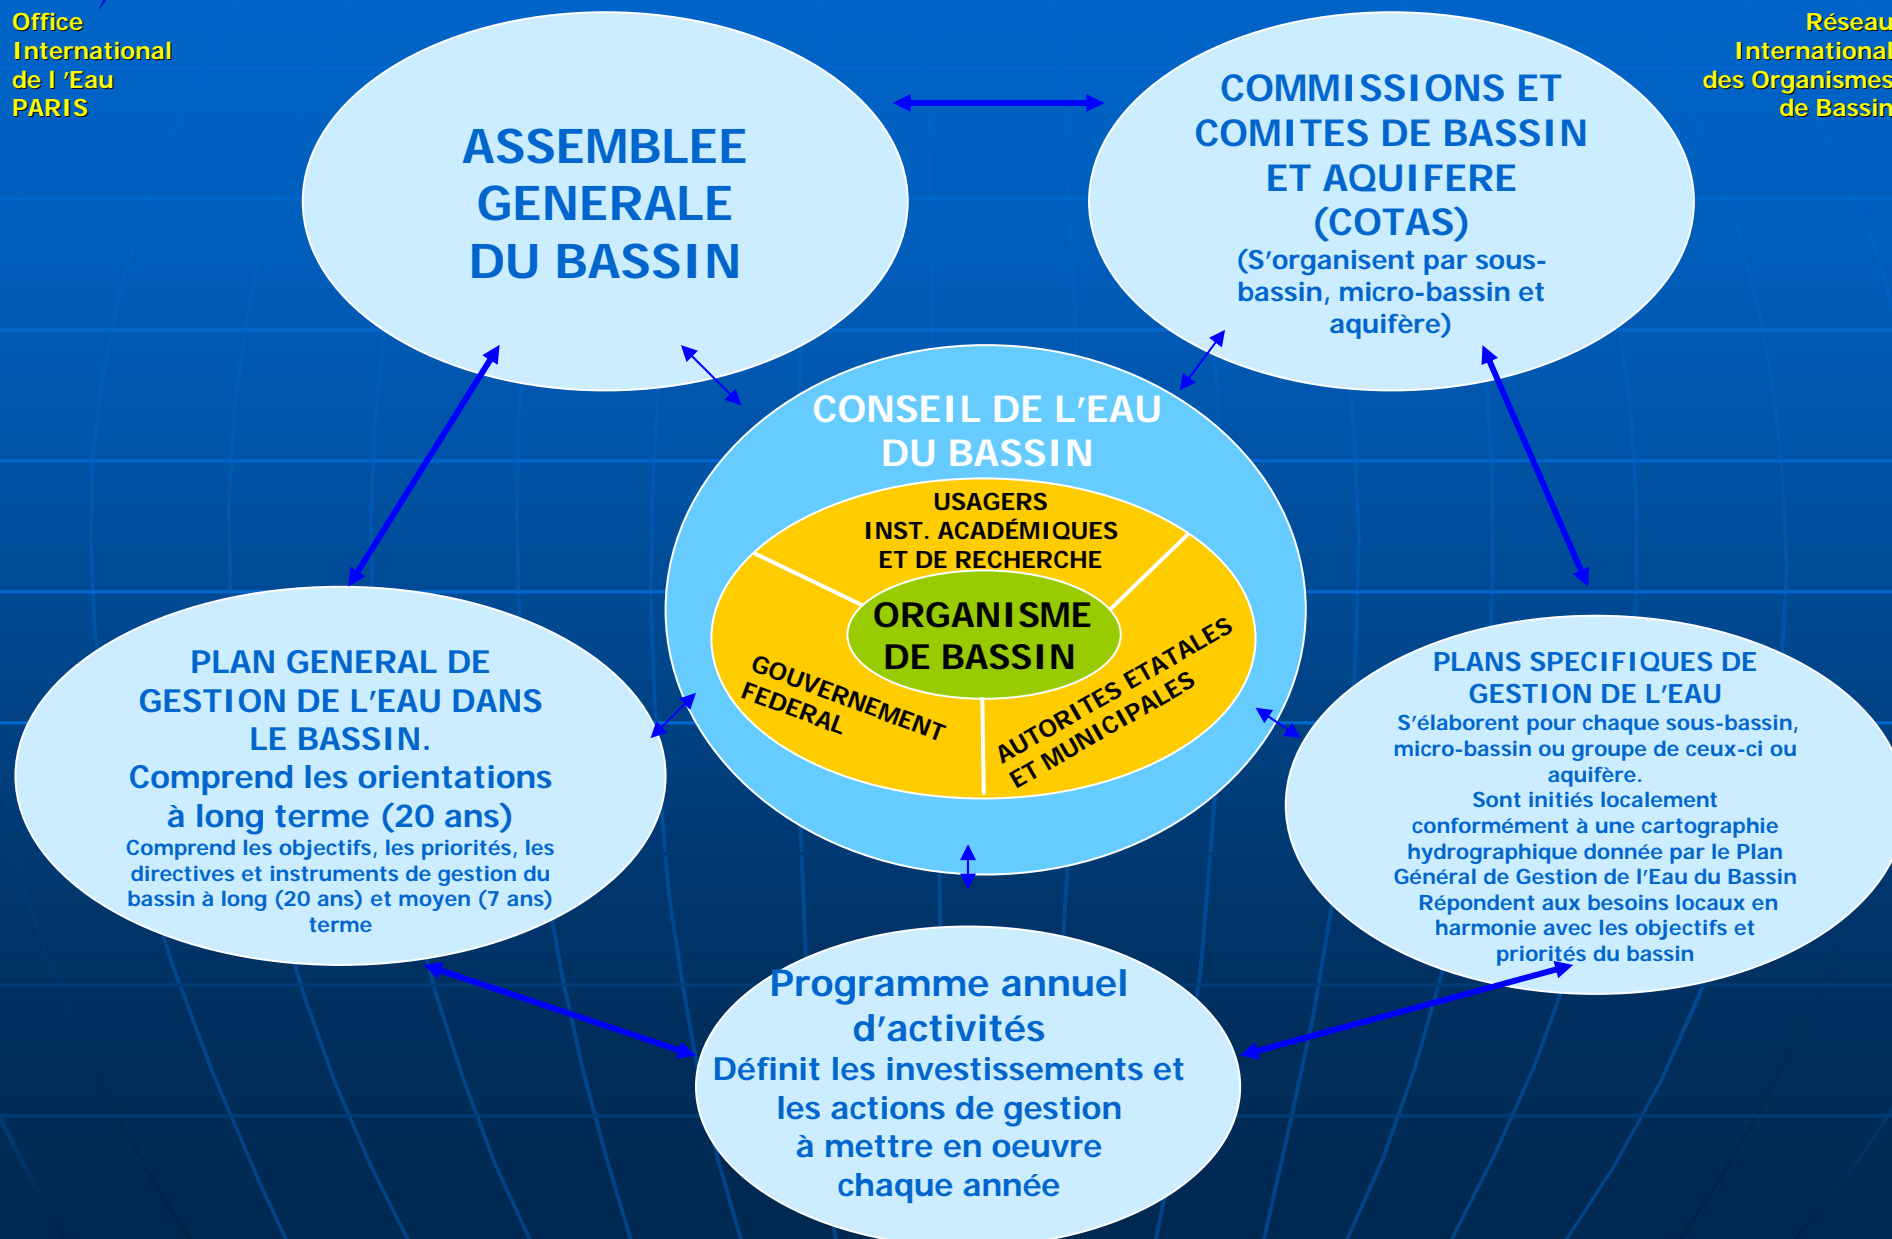 Office
International
de l 'Eau
PARIS
Réseau
International
des Organismes
de Bassin
ASSEMBLEE
GENERALE
DU BASSIN
COMMISSIONS ET
COMITES DE BASSIN
ET AQUIFERE
(COTAS)
(S'organisent par sous-
bassin, micro-bassin et
aquifère)
CONSEIL DE L'EAU
DU BASSIN
USAGERS
INST. ACADÉMIQUES
ET DE RECHERCHE
ORGANISME
DE BASSIN
GOUVERNEMENT
FEDERAL
AUTORITES ETATALES
ET MUNICIPALES
PLAN GENERAL DE
GESTION DE L'EAU DANS
LE BASSIN.
Comprend les orientations
à long terme (20 ans)
Comprend les objectifs, les priorités, les
directives et instruments de gestion du
bassin à long (20 ans) et moyen (7 ans)
terme
PLANS SPECIFIQUES DE
GESTION DE L'EAU
S'élaborent pour chaque sous-bassin,
micro-bassin ou groupe de ceux-ci ou
aquifère.
Sont initiés localement
conformément à une cartographie
hydrographique donnée par le Plan
Général de Gestion de l'Eau du Bassin
Répondent aux besoins locaux en
harmonie avec les objectifs et
priorités du bassin
Programme annuel
d'activités
Définit les investissements et
les actions de gestion
à mettre en oeuvre
chaque année